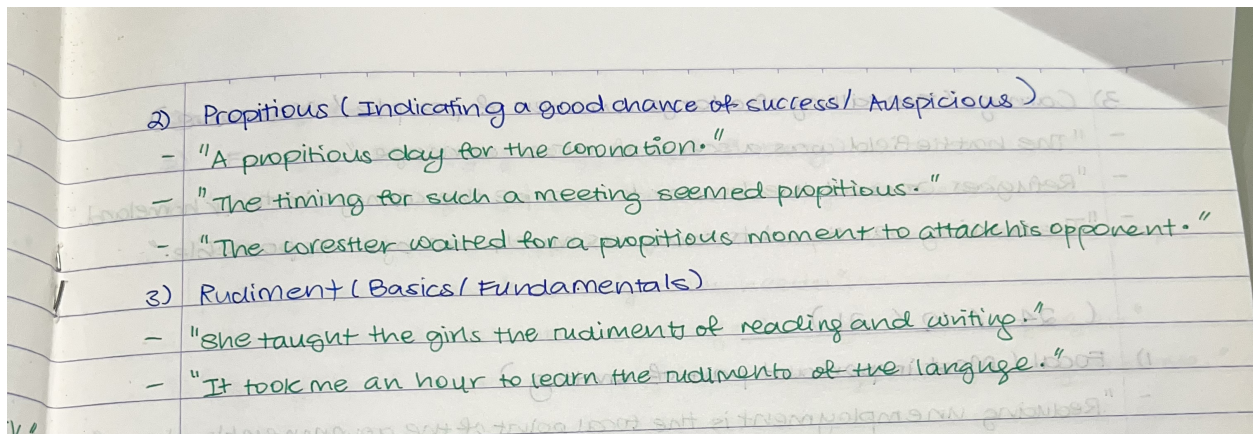 2) Propitious (Indicating a good chance of success/ Auspicious)
- "A propitious day for the coronation."
- "The timing for such a meeting seemed propitious."
- "The corestler waited for a propitious moment to attack his opponent."
3) Rudiment (Basics/ Fundamentals)
- "She taught the girls the rudiments of reading and writing."
- "It took me an hour to learn the rudiments of the languge."